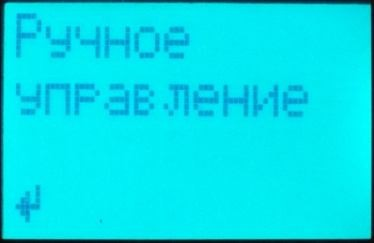 Ручное
управление
↲